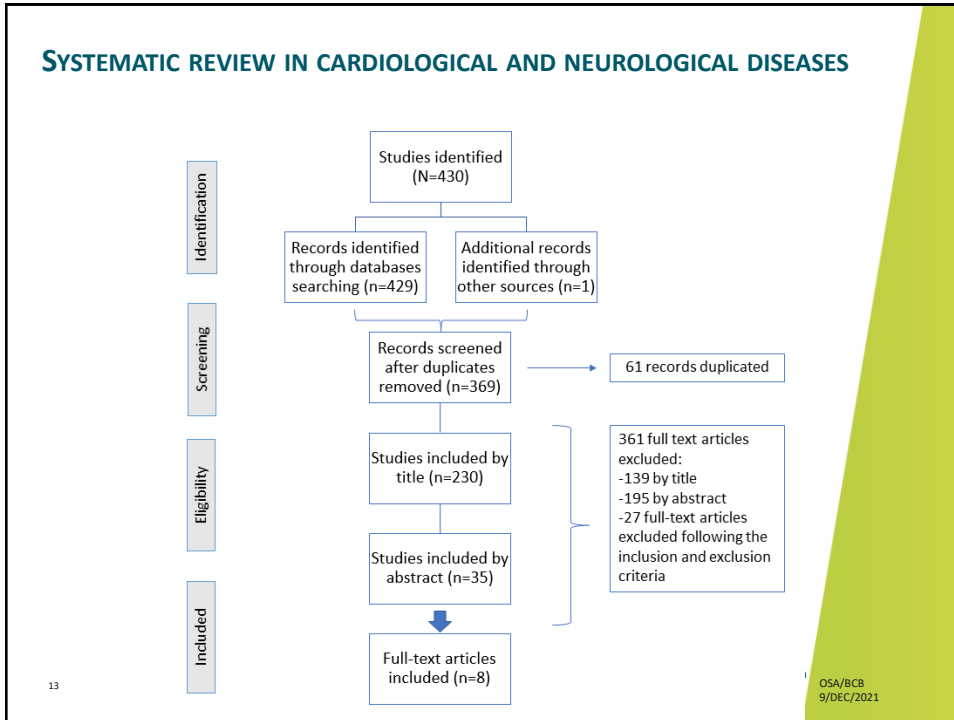 SYSTEMATIC REVIEW IN CARDIOLOGICAL AND NEUROLOGICAL DISEASES
Identification
Studies identified
(N=430)
Records identified
through databases
searching (n=429)
Additional records
identified through
other sources (n=1)
Screening
Records screened
after duplicates
removed (n=369)
61 records duplicated
Eligibility
Studies included by
title (n=230)
361 full text articles
excluded:
-139 by title
-195 by abstract
-27 full-text articles
excluded following the
inclusion and exclusion
criteria
Studies included by
abstract (n=35)
Included
Full-text articles
included (n=8)
13
OSA/BCB
9/DEC/2021